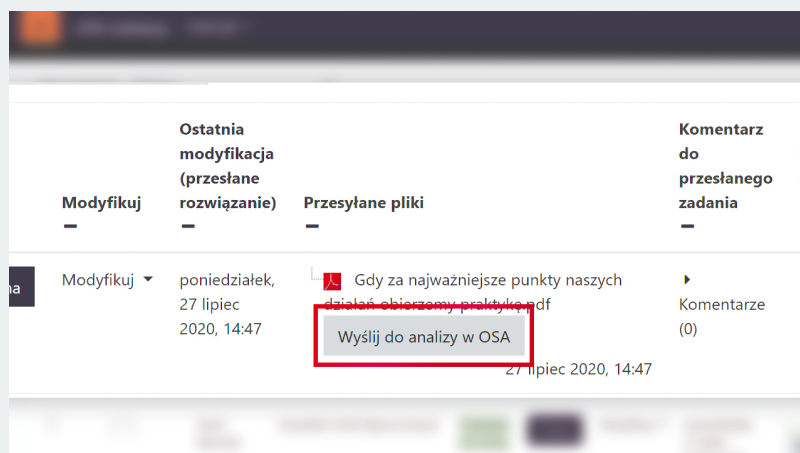 Ostatnia
modyfikacja
(przesłane
rozwiązanie)
Komentarz
do
przesłanego
zadania
Modyfikuj
Przesyłane pliki
na
Modyfikuj
poniedziałek,
27 lipiec
2020, 14:47
Gdy za najważniejsze punkty naszych
działań obierzemy praktykę.pdf
Wyślij do analizy w OSA
27 lipiec 2020, 14:47
Komentarze
(0)